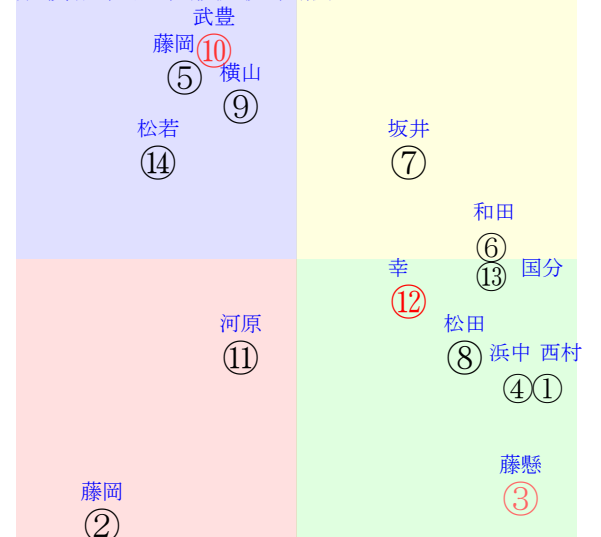 武豊
藤岡
⑩
⑤
横山
⑨
松若
⑭
坂井
⑦
和田
⑥
幸
⑬
国分
⑫
河原
⑪
松田
⑧
浜中 西村
④①
藤懸
③
藤岡
②